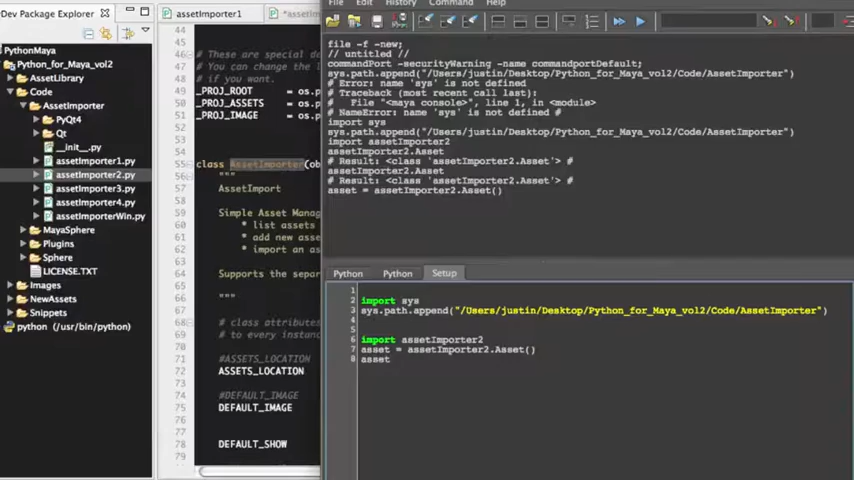 Dev Package Explorer
PythonMaya
Python_for_Maya_vol2
AssetLibrary
Code
AssetImporter
PyQt4
Qt
__init__.py
assetImporter1.py
assetImporter2.py
assetImporter3.py
assetImporter4.py
assetImporterWin.py
MayaSphere
Plugins
Sphere
LICENSE.TXT
Images
NewAssets
Snippets
python (/usr/bin/python)
assetImporter1
*assetImporter
44
45
46 # These are special de
47 # You can change the l
48 # if you want.
49 _PROJ_ROOT = os.p
50 _PROJ_ASSETS = os.p
51 _PROJ_IMAGE = os.p
52
53
54
55 class AssetImporter(ob
56 """
57 AssetImport
58
59 Simple Asset Manag
60 * list assets
61 * add new asse
62 * import an as
63
64 Supports the separ
65
66 """
67
68 # class attributes
69 # to every instanc
70
71 #ASSETS_LOCATION
72 ASSETS_LOCATION
73
74 #DEFAULT_IMAGE
75 DEFAULT_IMAGE
76
77
78 DEFAULT_SHOW
79
File Edit History Command Help
file -f -new;
// untitled //
commandPort -securityWarning -name commandportDefault;
sys.path.append("/Users/justin/Desktop/Python_for_Maya_vol2/Code/AssetImporter")
# Error: name 'sys' is not defined
# Traceback (most recent call last):
# File "<maya console>", line 1, in <module>
# NameError: name 'sys' is not defined #
import sys
sys.path.append("/Users/justin/Desktop/Python_for_Maya_vol2/Code/AssetImporter")
import assetImporter2
assetImporter2.Asset
# Result: <class 'assetImporter2.Asset'> #
assetImporter2.Asset
# Result: <class 'assetImporter2.Asset'> #
asset = assetImporter2.Asset()
Python Python Setup
1
2 import sys
3 sys.path.append("/Users/justin/Desktop/Python_for_Maya_vol2/Code/AssetImporter")
4
5
6 import assetImporter2
7 asset = assetImporter2.Asset()
8 asset